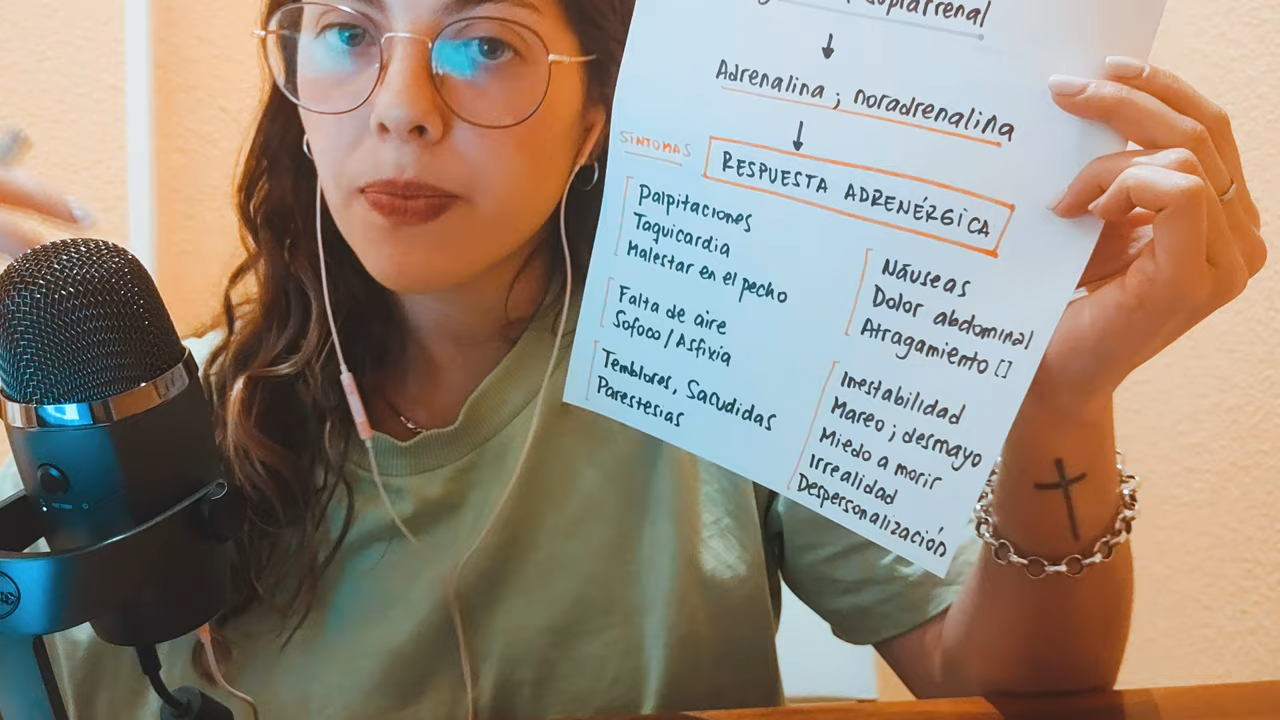 Adrenalina ; noradrenalina
SÍNTOMAS
RESPUESTA ADRENÉRGICA
Palpitaciones
Taquicardia
Malestar en el pecho
Falta de aire
Sofoco / Asfixia
Temblores, Sacudidas
Parestesias
Náuseas
Dolor abdominal
Atragamiento []
Inestabilidad
Mareo ; desmayo
Miedo a morir
Irrealidad
Despersonalización